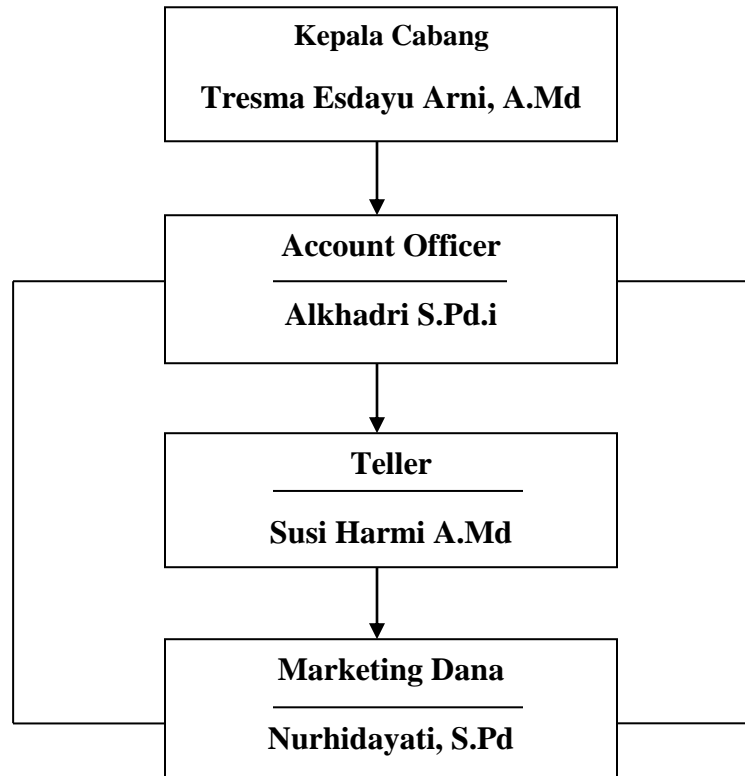 Kepala Cabang
Tresma Esdayu Arni, A.Md
Account Officer
Alkhadri S.Pd.i
Teller
Susi Harmi A.Md
Marketing Dana
Nurhidayati, S.Pd